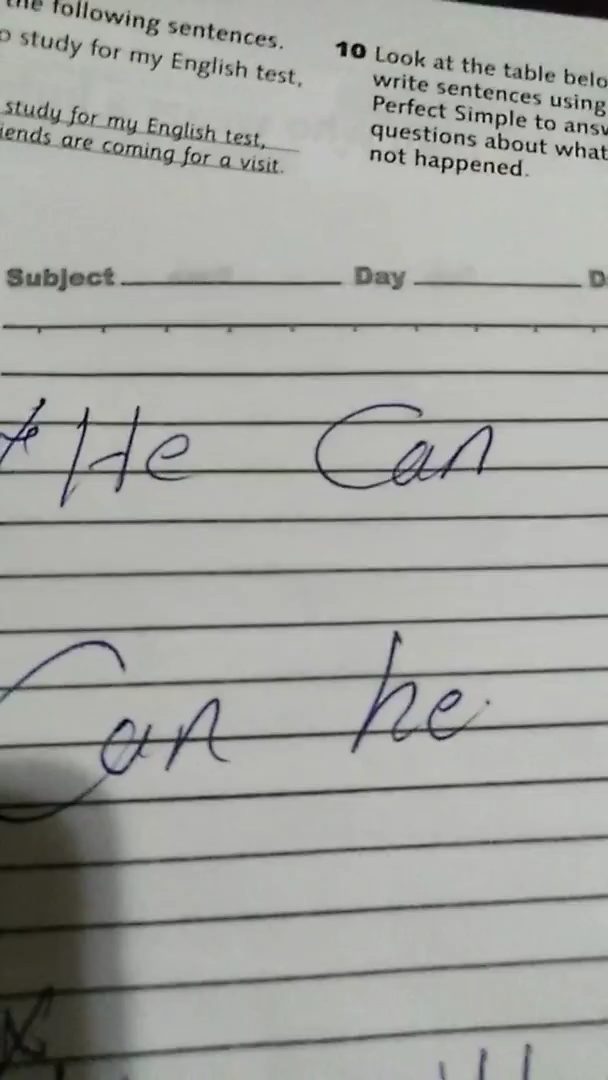 the following sentences.
study for my English test,
study for my English test,
iends are coming for a visit.
10 Look at the table belo
write sentences using
Perfect Simple to answ
questions about what
not happened.
Subject Day D
He Can
Can he